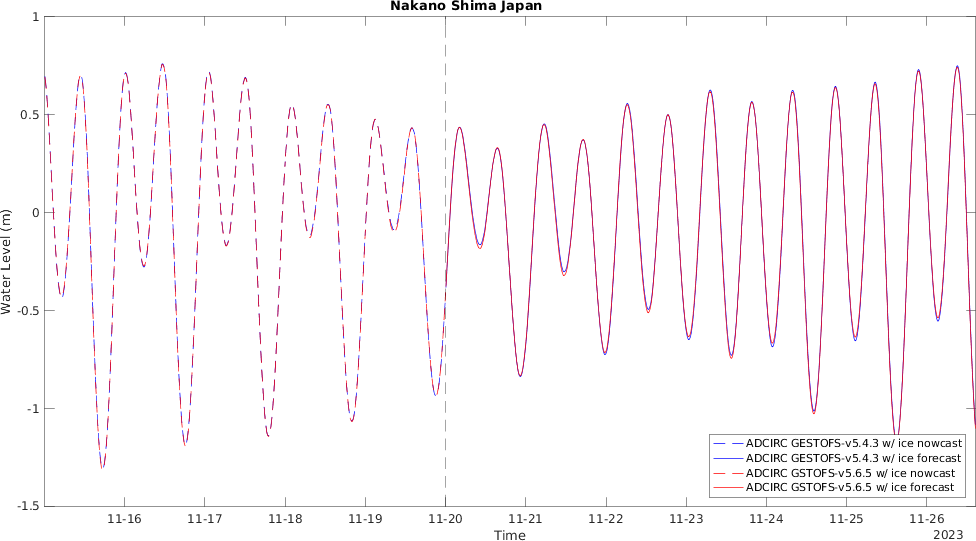 Nakano Shima Japan
1
0.5
0
-0.5
-1
-1.5
Water Level (m)
ADCIRC GESTOFS-v5.4.3 w/ ice nowcast
ADCIRC GESTOFS-v5.4.3 w/ ice forecast
ADCIRC GSTOFS-v5.6.5 w/ ice nowcast
ADCIRC GSTOFS-v5.6.5 w/ ice forecast
11-16 11-17 11-18 11-19 11-20 11-21 11-22 11-23 11-24 11-25 11-26
Time
2023